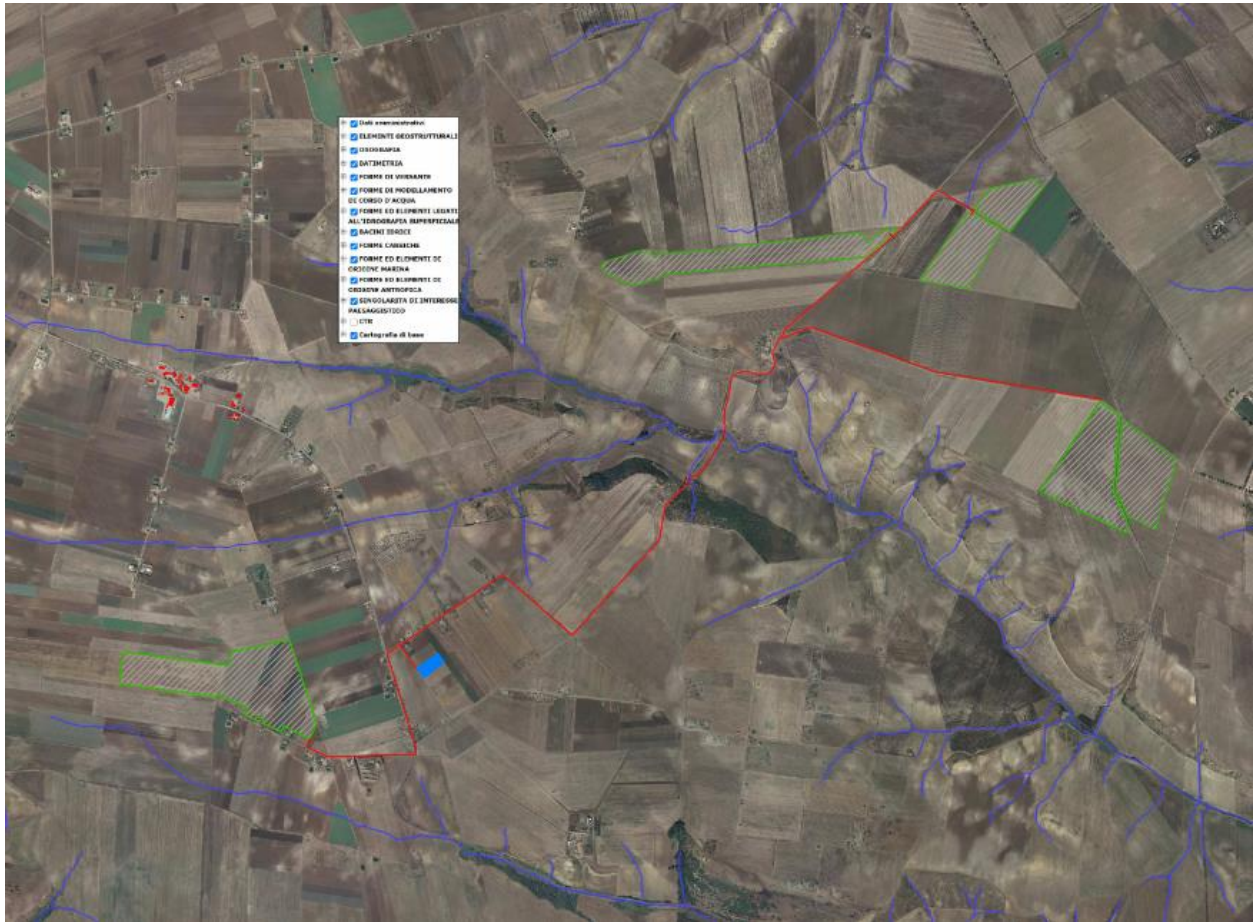 Dati amministrativi
ELEMENTI GEOSTRUTTURALI
OROGRAFIA
BATIMETRIA
FORME DI VERSANTE
FORME DI MODELLAMENTO
DI CORSO D'ACQUA
FORME ED ELEMENTI LEGATI
ALL'IDROGRAFIA SUPERFICIALE
BACINI IDRICI
FORME CARSICHE
FORME ED ELEMENTI DI
ORIGINE MARINA
FORME ED ELEMENTI DI
ORIGINE ANTROPICA
SINGOLARITA DI INTERESSE
PAESAGGISTICO
CTR
Cartografia di base